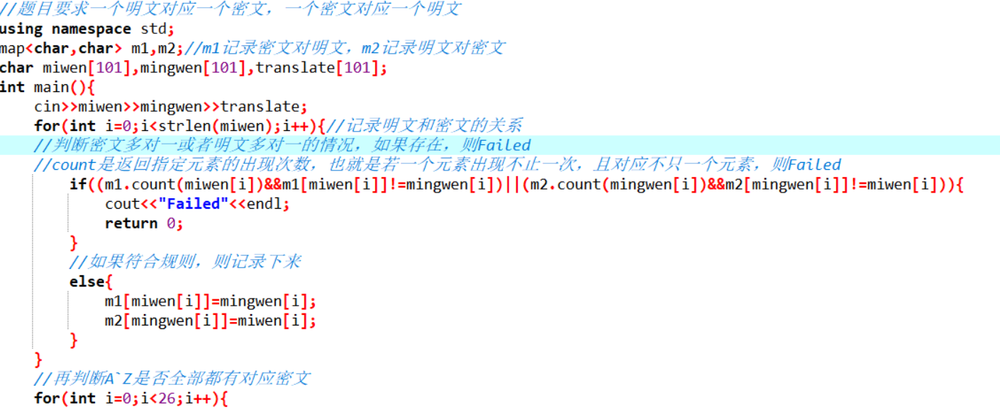 //题目要求一个明文对应一个密文，一个密文对应一个明文
using namespace std;
map<char,char> m1,m2;//m1记录密文对明文，m2记录明文对密文
char miwen[101],mingwen[101],translate[101];
int main(){
    cin>>miwen>>mingwen>>translate;
    for(int i=0;i<strlen(miwen);i++){//记录明文和密文的关系
    //判断密文多对一或者明文多对一的情况，如果存在，则Failed
    //count是返回指定元素的出现次数，也就是若一个元素出现不止一次，且对应不只一个元素，则Failed
        if((m1.count(miwen[i])&&m1[miwen[i]]!=mingwen[i])||(m2.count(mingwen[i])&&m2[mingwen[i]]!=miwen[i])){
            cout<<"Failed"<<endl;
            return 0;
        }
        //如果符合规则，则记录下来
        else{
            m1[miwen[i]]=mingwen[i];
            m2[mingwen[i]]=miwen[i];
        }
    }
    //再判断A`Z是否全部都有对应密文
    for(int i=0;i<26;i++){